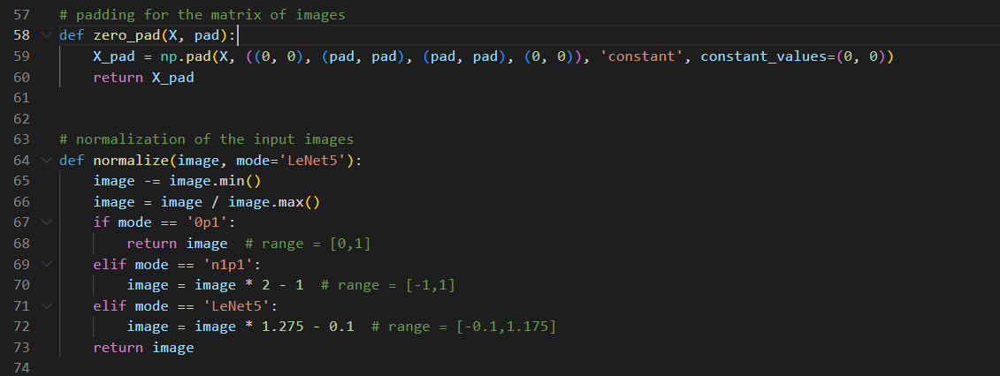 57 # padding for the matrix of images
58 def zero_pad(X, pad):
59 X_pad = np.pad(X, ((0, 0), (pad, pad), (pad, pad), (0, 0)), 'constant', constant_values=(0, 0))
60 return X_pad
61
62
63 # normalization of the input images
64 def normalize(image, mode='LeNet5'):
65 image -= image.min()
66 image = image / image.max()
67 if mode == '0p1':
68 return image # range = [0,1]
69 elif mode == 'n1p1':
70 image = image * 2 - 1 # range = [-1,1]
71 elif mode == 'LeNet5':
72 image = image * 1.275 - 0.1 # range = [-0.1,1.175]
73 return image
74